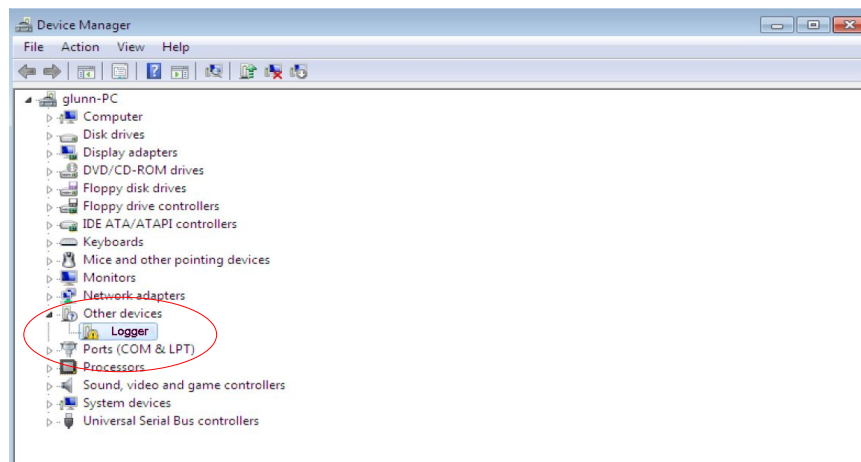 Device Manager
File Action View Help
glunn-PC
Computer
Disk drives
Display adapters
DVD/CD-ROM drives
Floppy disk drives
Floppy drive controllers
IDE ATA/ATAPI controllers
Keyboards
Mice and other pointing devices
Monitors
Network adapters
Other devices
Logger
Ports (COM & LPT)
Processors
Sound, video and game controllers
System devices
Universal Serial Bus controllers